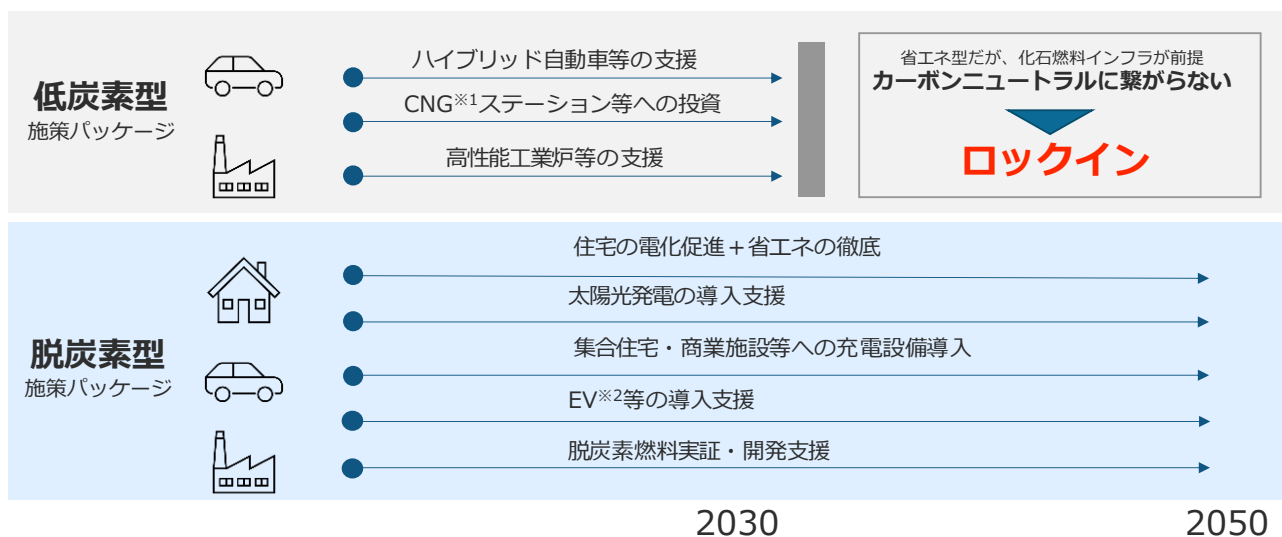 低炭素型
施策パッケージ
ハイブリッド自動車等の支援
CNG※1ステーション等への投資
高性能工業炉等の支援
省エネ型だが、化石燃料インフラが前提
カーボンニュートラルに繋がらない
ロックイン
脱炭素型
施策パッケージ
住宅の電化促進＋省エネの徹底
太陽光発電の導入支援
集合住宅・商業施設等への充電設備導入
EV※2等の導入支援
脱炭素燃料実証・開発支援
2030
2050